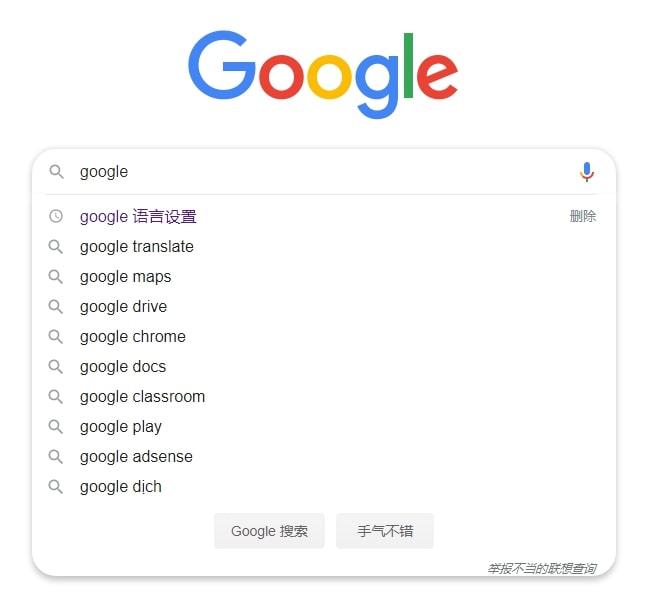 Google
google
google 语言设置 删除
google translate
google maps
google drive
google chrome
google docs
google classroom
google play
google adsense
google dịch
Google 搜索 手气不错
举报不当的联想查询